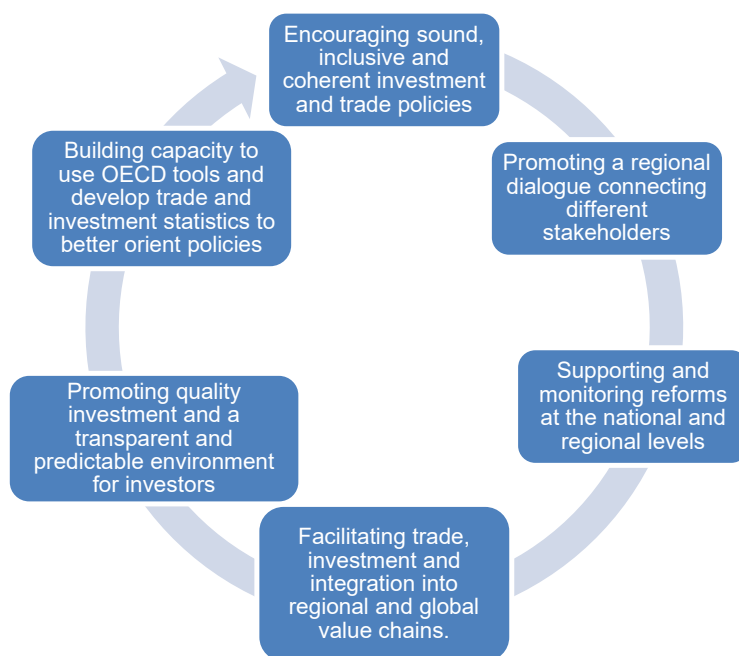 Encouraging sound,
inclusive and
coherent investment
and trade policies
Promoting a regional
dialogue connecting
different
stakeholders
Supporting and
monitoring reforms
at the national and
regional levels
Facilitating trade,
investment and
integration into
regional and global
value chains.
Promoting quality
investment and a
transparent and
predictable environment
for investors
Building capacity to
use OECD tools and
develop trade and
investment statistics to
better orient policies